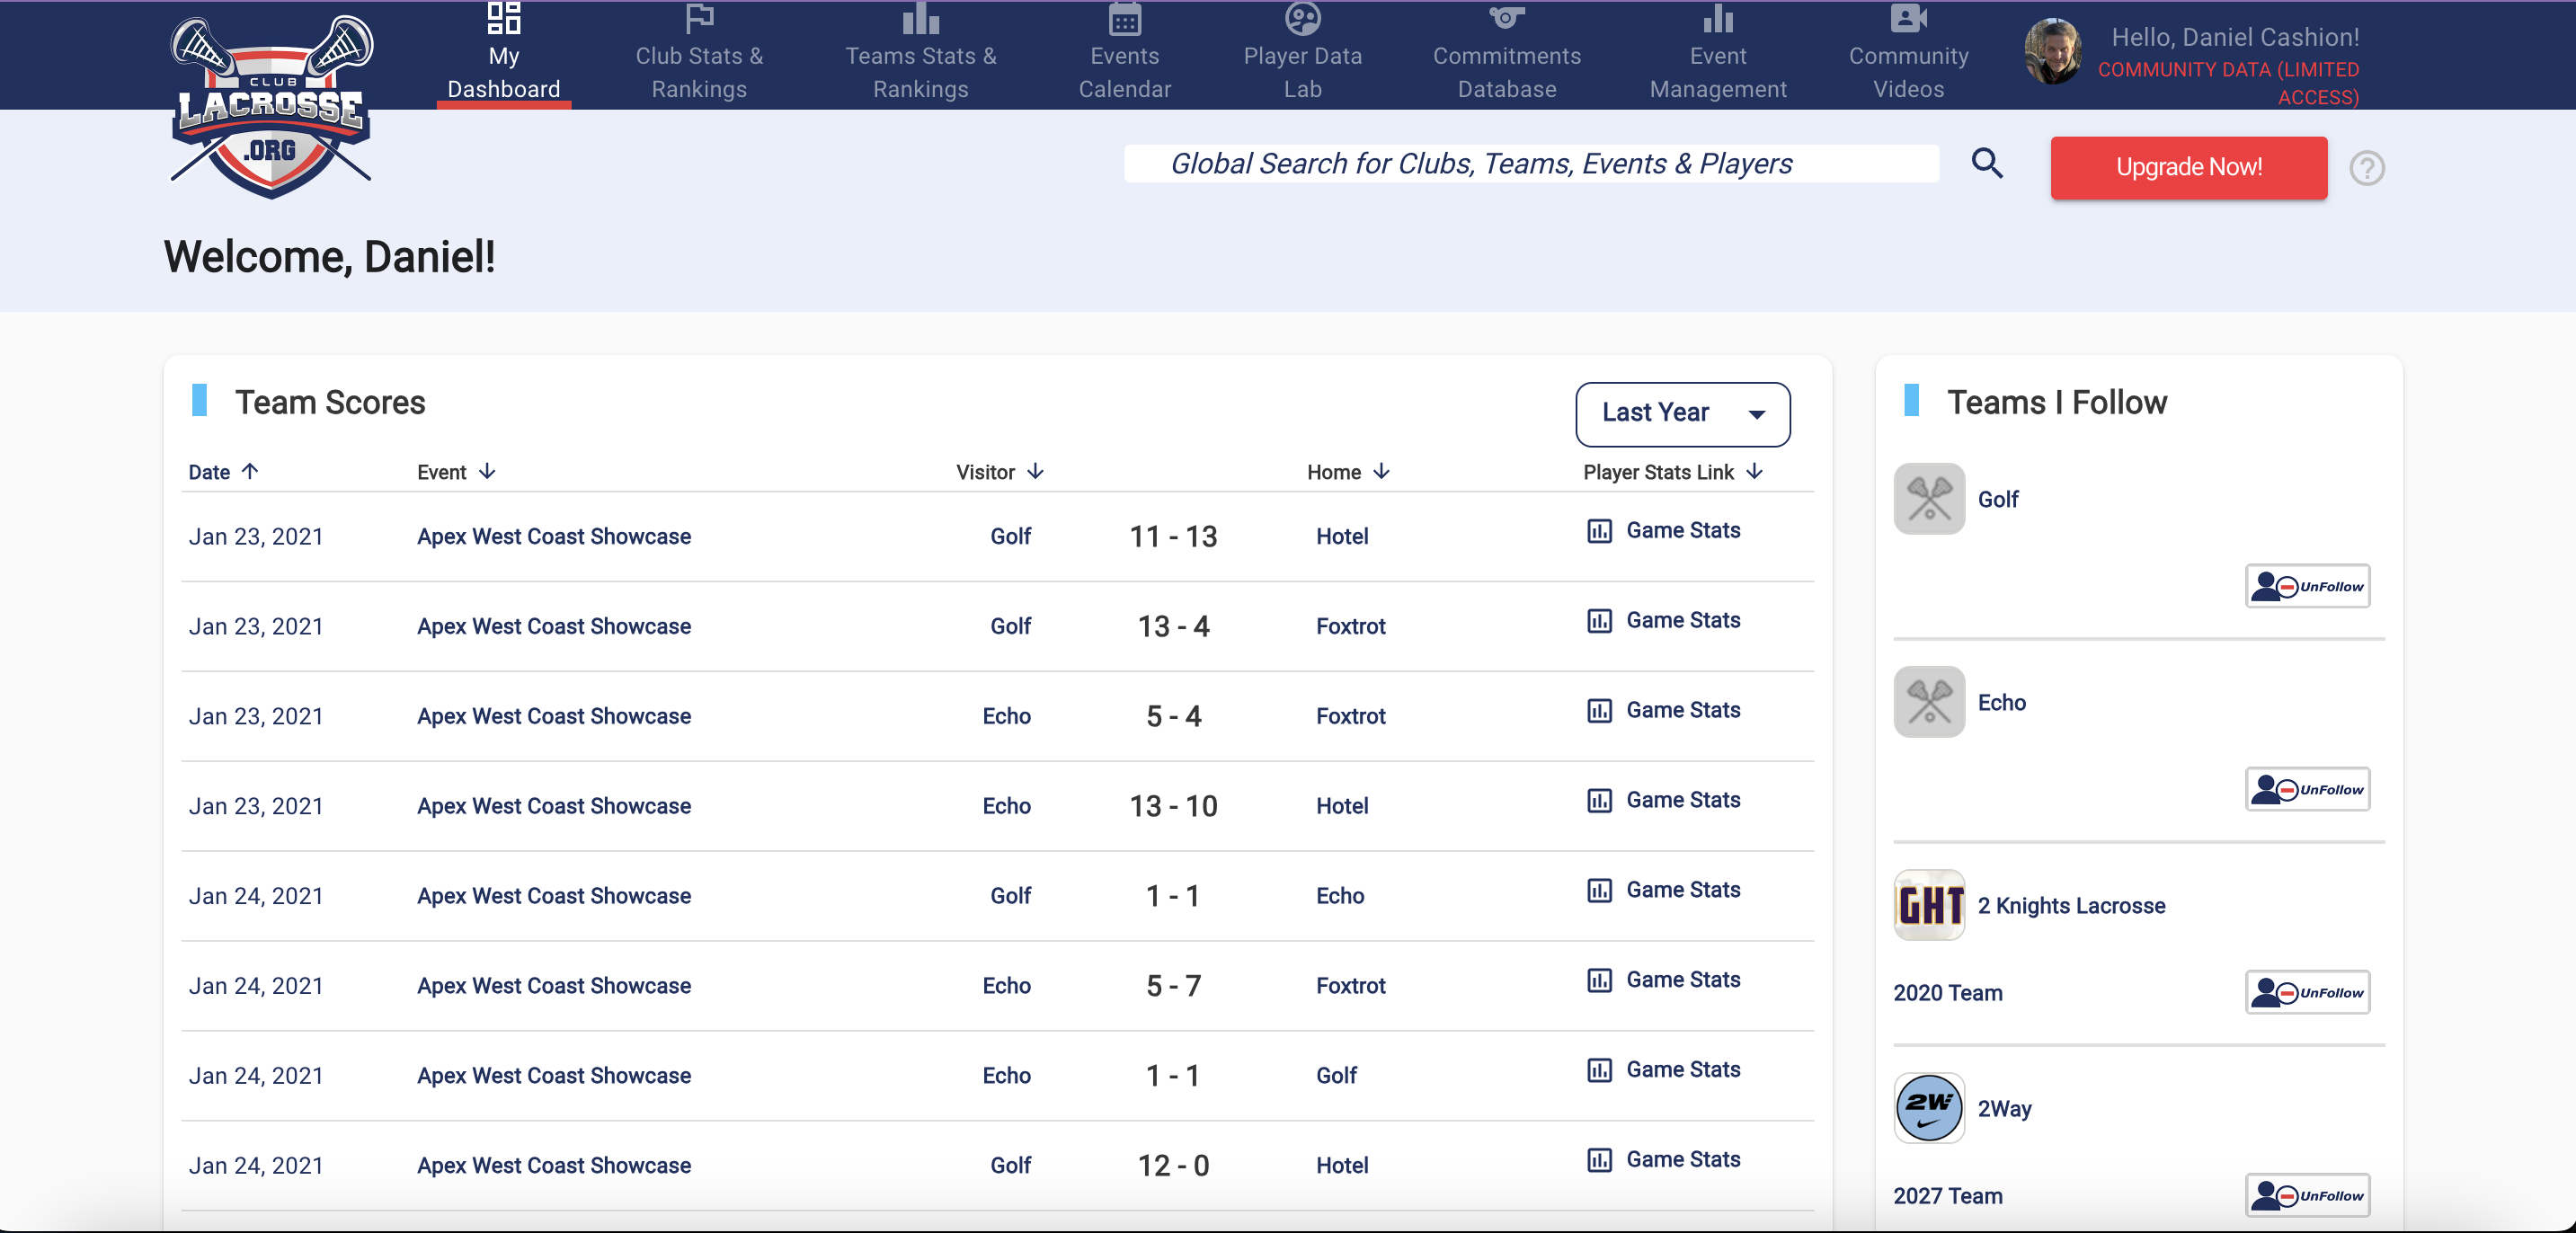 My
Dashboard
Club Stats &
Rankings
Teams Stats &
Rankings
Events
Calendar
Player Data
Lab
Commitments
Database
Event
Management
Community
Videos
Hello, Daniel Cashion!
COMMUNITY DATA (LIMITED
ACCESS)
CLUB
LACROSSE
.ORG
Global Search for Clubs, Teams, Events & Players
Upgrade Now!
?
Welcome, Daniel!
Team Scores
Last Year
Date Event Visitor Home Player Stats Link
Jan 23, 2021 Apex West Coast Showcase Golf 11 - 13 Hotel Game Stats
Jan 23, 2021 Apex West Coast Showcase Golf 13 - 4 Foxtrot Game Stats
Jan 23, 2021 Apex West Coast Showcase Echo 5 - 4 Foxtrot Game Stats
Jan 23, 2021 Apex West Coast Showcase Echo 13 - 10 Hotel Game Stats
Jan 24, 2021 Apex West Coast Showcase Golf 1 - 1 Echo Game Stats
Jan 24, 2021 Apex West Coast Showcase Echo 5 - 7 Foxtrot Game Stats
Jan 24, 2021 Apex West Coast Showcase Echo 1 - 1 Golf Game Stats
Jan 24, 2021 Apex West Coast Showcase Golf 12 - 0 Hotel Game Stats
Teams I Follow
Golf
UnFollow
Echo
UnFollow
GHT
2 Knights Lacrosse
2020 Team
UnFollow
2W
2Way
2027 Team
UnFollow